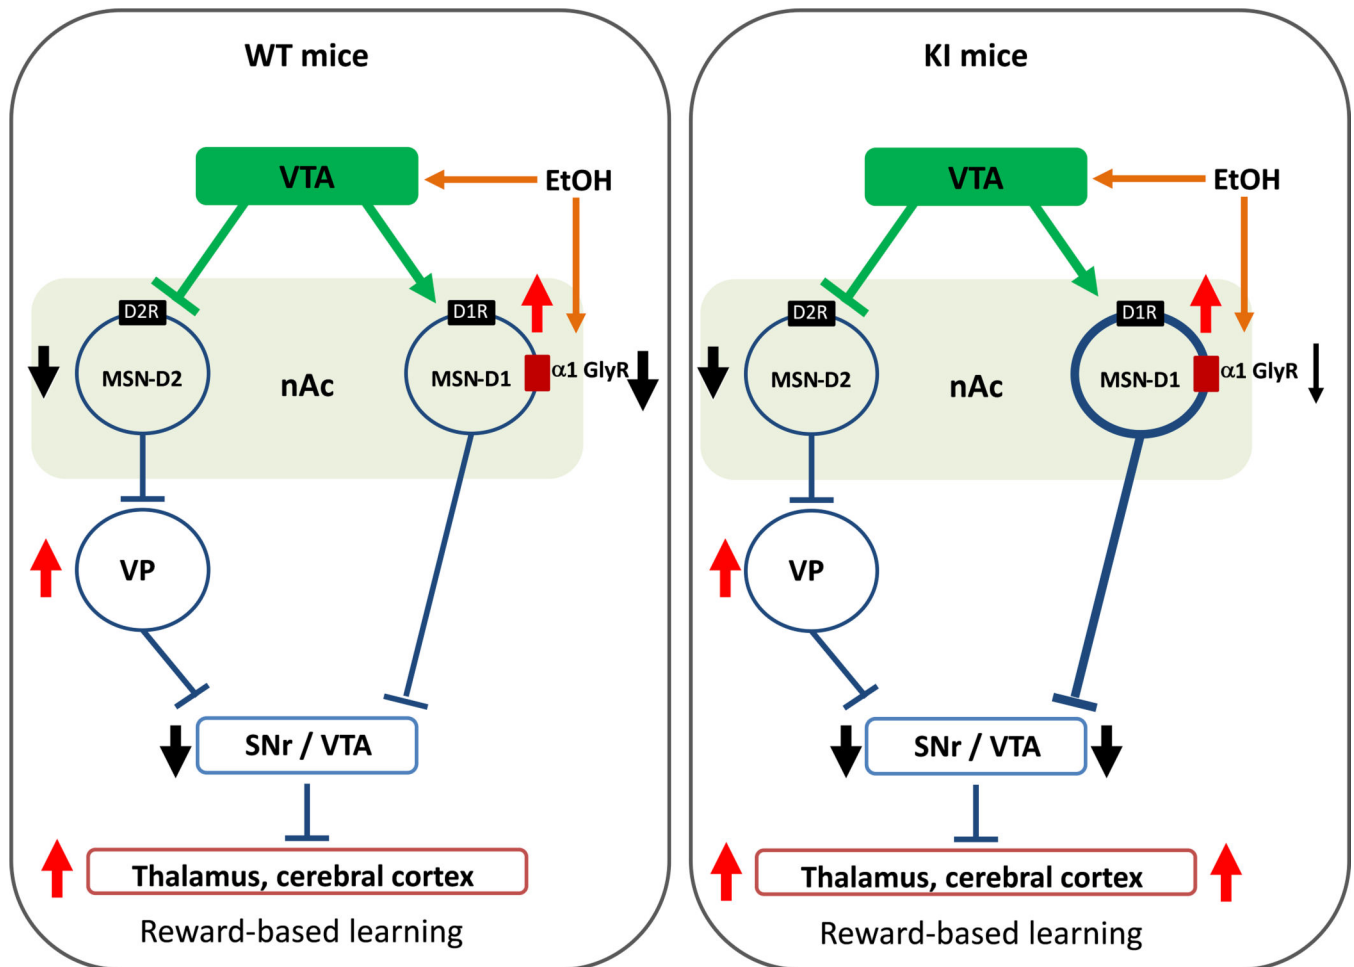 WT mice
VTA
EtOH
D2R
D1R
MSN-D2
nAc
MSN-D1
α1 GlyR
VP
SNr / VTA
Thalamus, cerebral cortex
Reward-based learning
KI mice
VTA
EtOH
D2R
D1R
MSN-D2
nAc
MSN-D1
α1 GlyR
VP
SNr / VTA
Thalamus, cerebral cortex
Reward-based learning